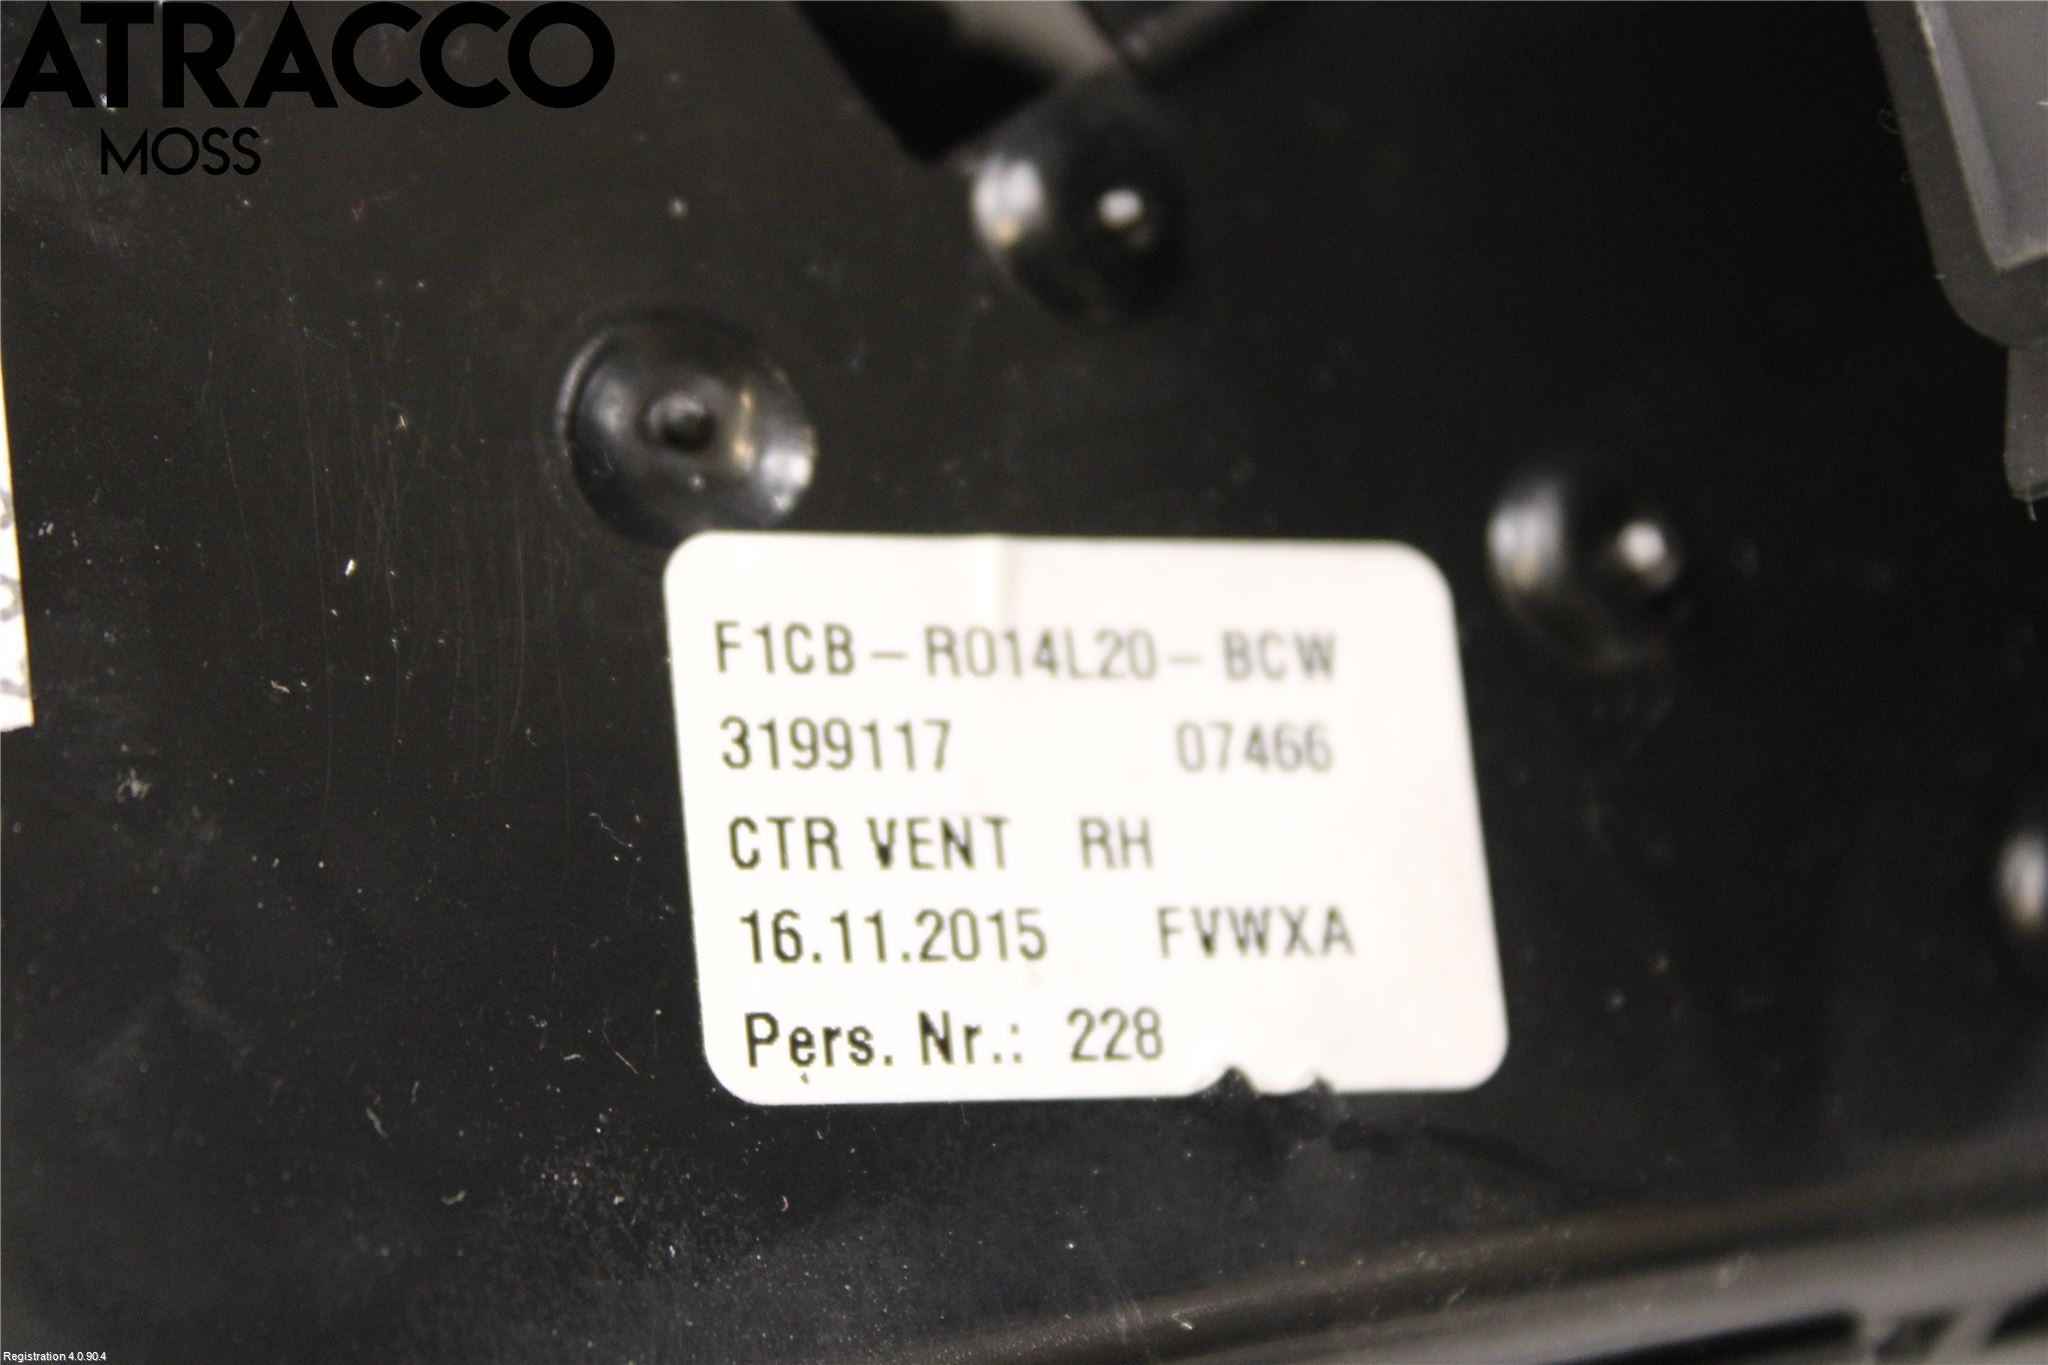 ATRACCO
MOSS
F1CB-R014L20-BCW
3199117 07466
CTR VENT RH
16.11.2015 FVWXA
Pers. Nr.: 228
Registration 4.0.90.4